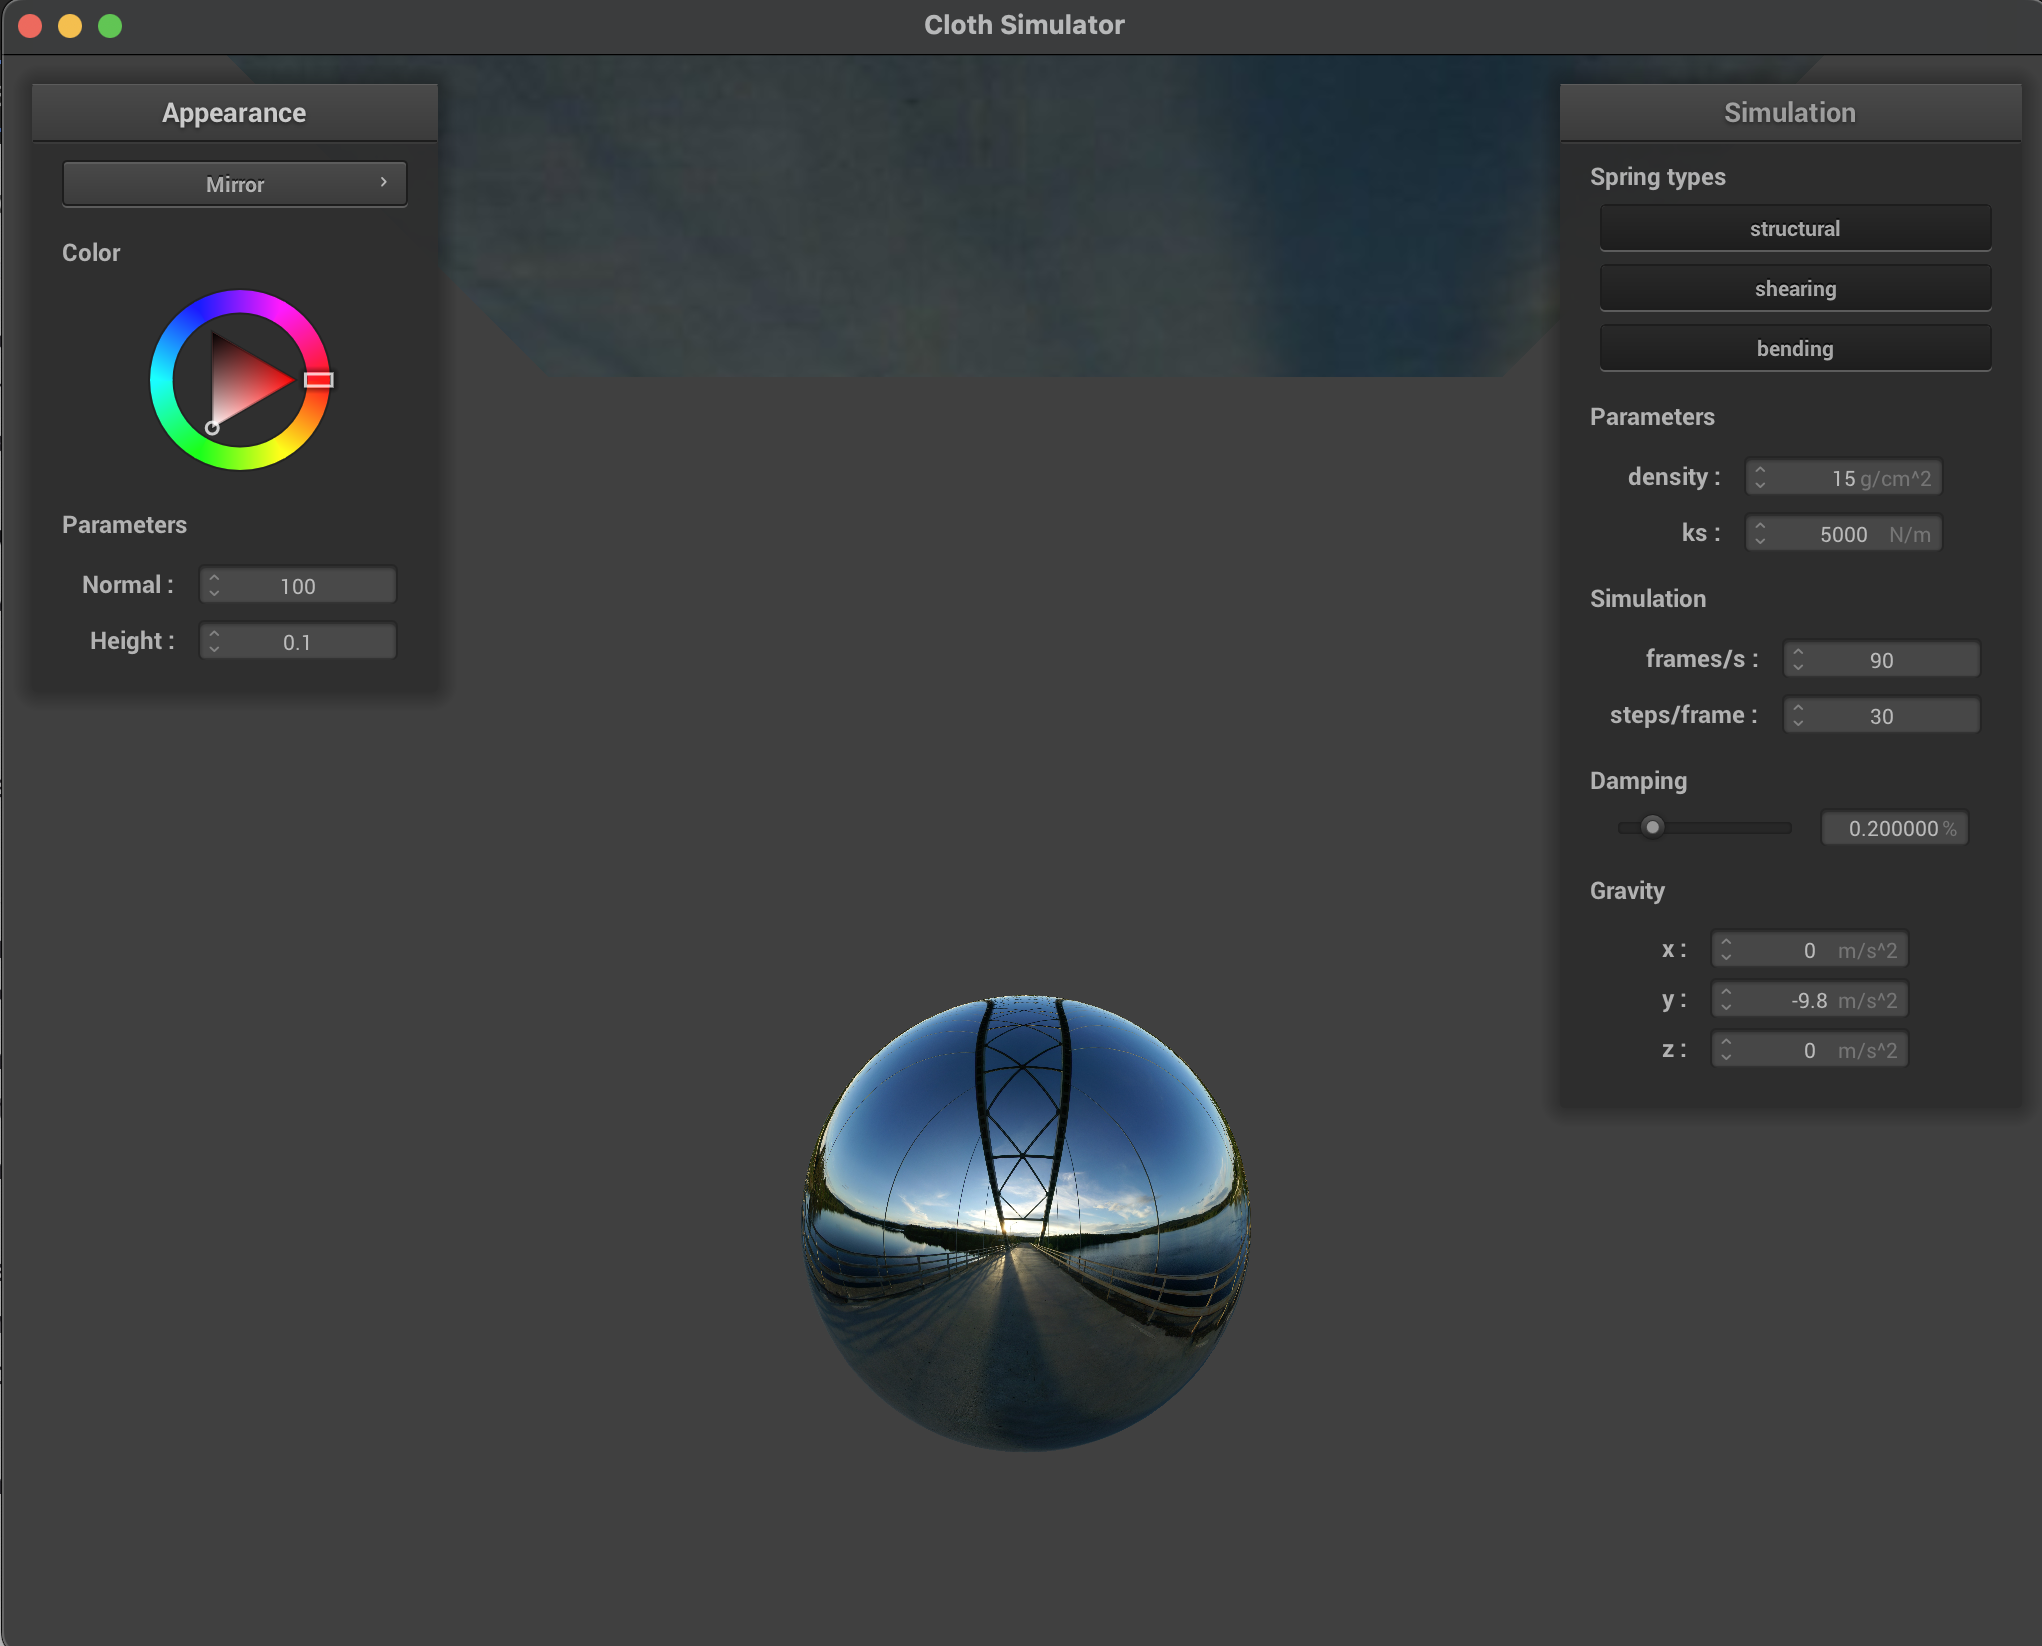 Cloth Simulator
Appearance
Mirror
Color
Parameters
Normal : 100
Height : 0.1
Simulation
Spring types
structural
shearing
bending
Parameters
density : 15 g/cm^2
ks : 5000 N/m
Simulation
frames/s : 90
steps/frame : 30
Damping
0.200000 %
Gravity
x : 0 m/s^2
y : -9.8 m/s^2
z : 0 m/s^2